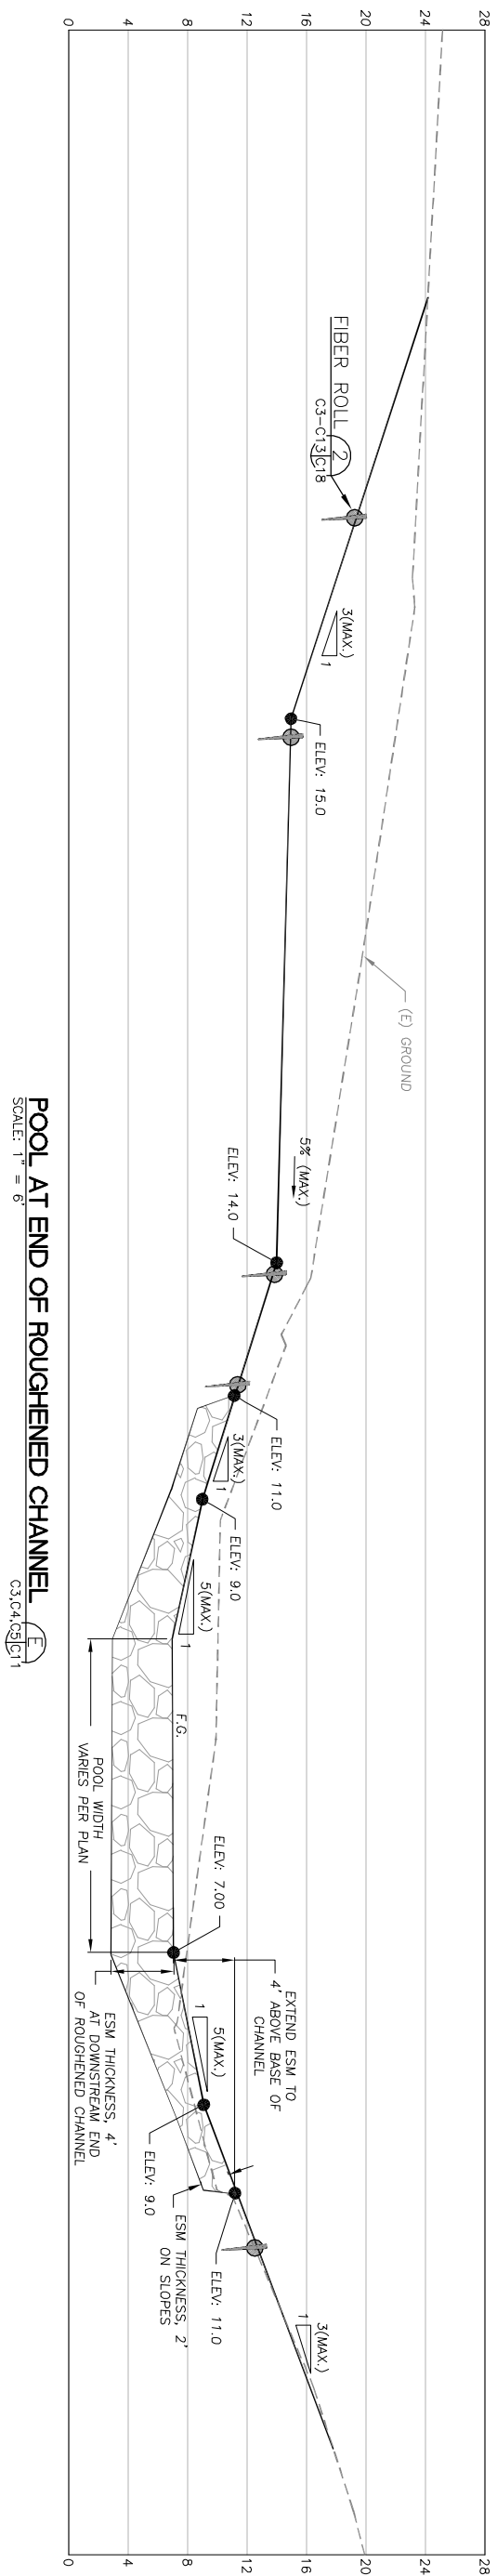 28
24
20
16
12
8
4
0
FIBER ROLL
2
C3-C13
C18
3(MAX.)
1
ELEV: 15.0
(E) GROUND
5% (MAX.)
ELEV: 14.0
ELEV: 11.0
3(MAX.)
1
ELEV: 9.0
5(MAX.)
1
F.G.
POOL WIDTH
VARIES PER PLAN
ELEV: 7.00
EXTEND ESM TO
4' ABOVE BASE OF
CHANNEL
ESM THICKNESS, 4'
AT DOWNSTREAM END
OF ROUGHENED CHANNEL
5(MAX.)
1
ELEV: 9.0
ESM THICKNESS, 2'
ON SLOPES
ELEV: 11.0
3(MAX.)
1
28
24
20
16
12
8
4
0
POOL AT END OF ROUGHENED CHANNEL
SCALE: 1" = 6'
E
C3,C4,C5
C11